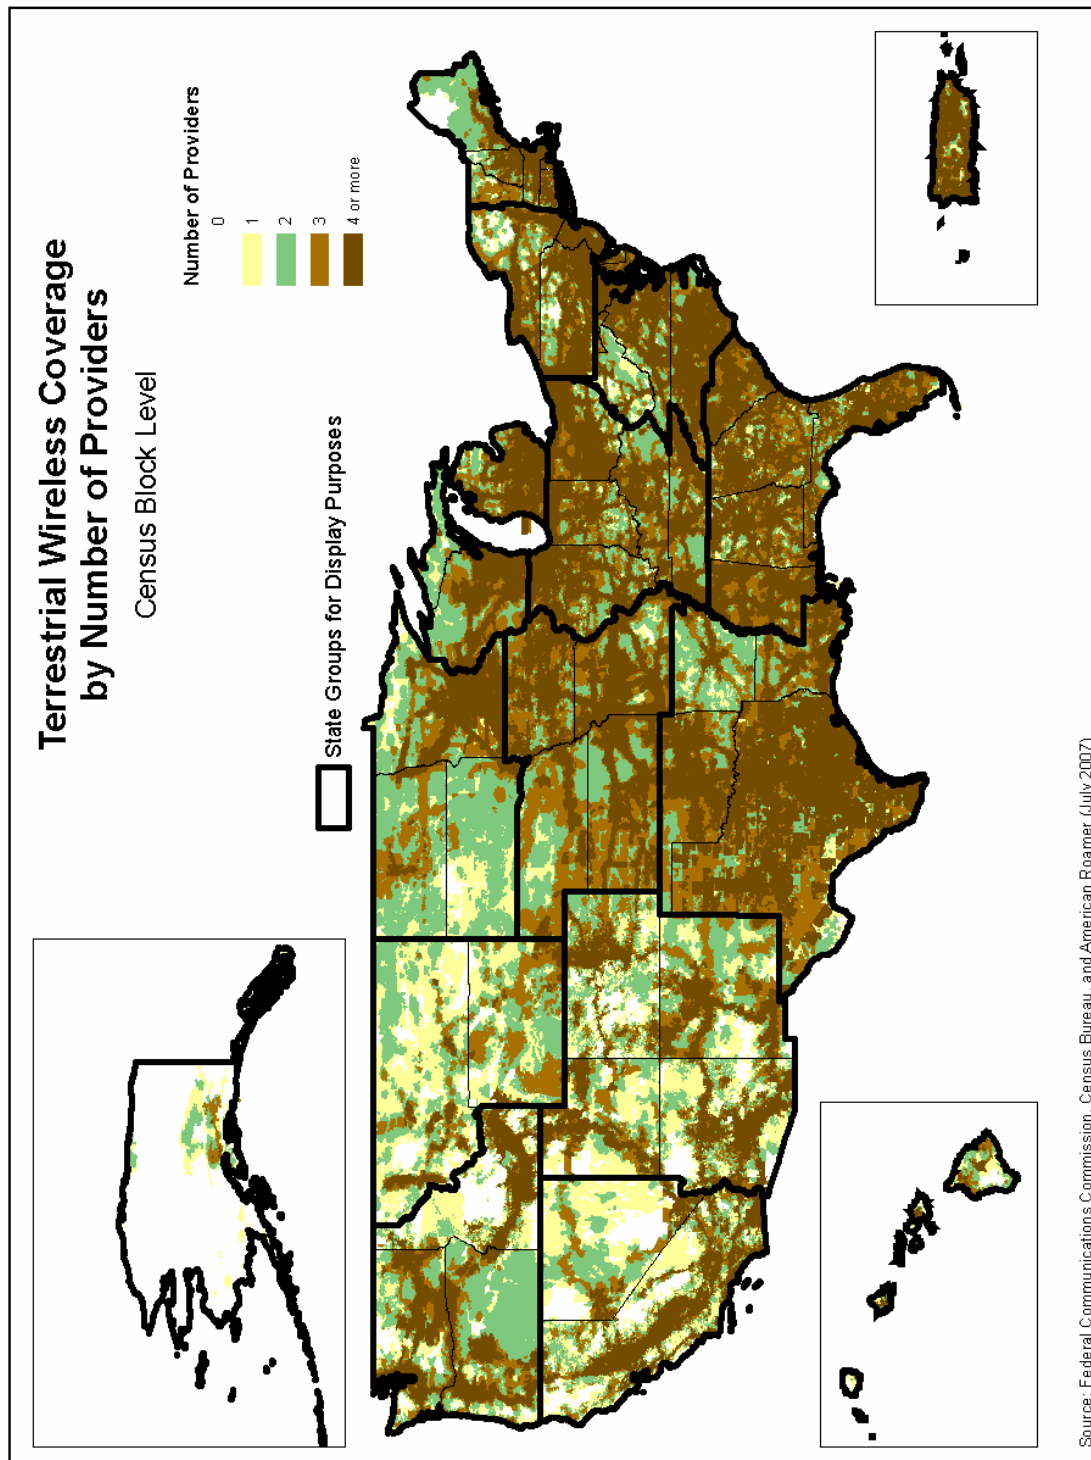 Terrestrial Wireless Coverage
by Number of Providers
Census Block Level
Number of Providers
0
1
2
3
4 or more
State Groups for Display Purposes
Source: Federal Communications Commission, Census Bureau, and American Roamer (July 2007)